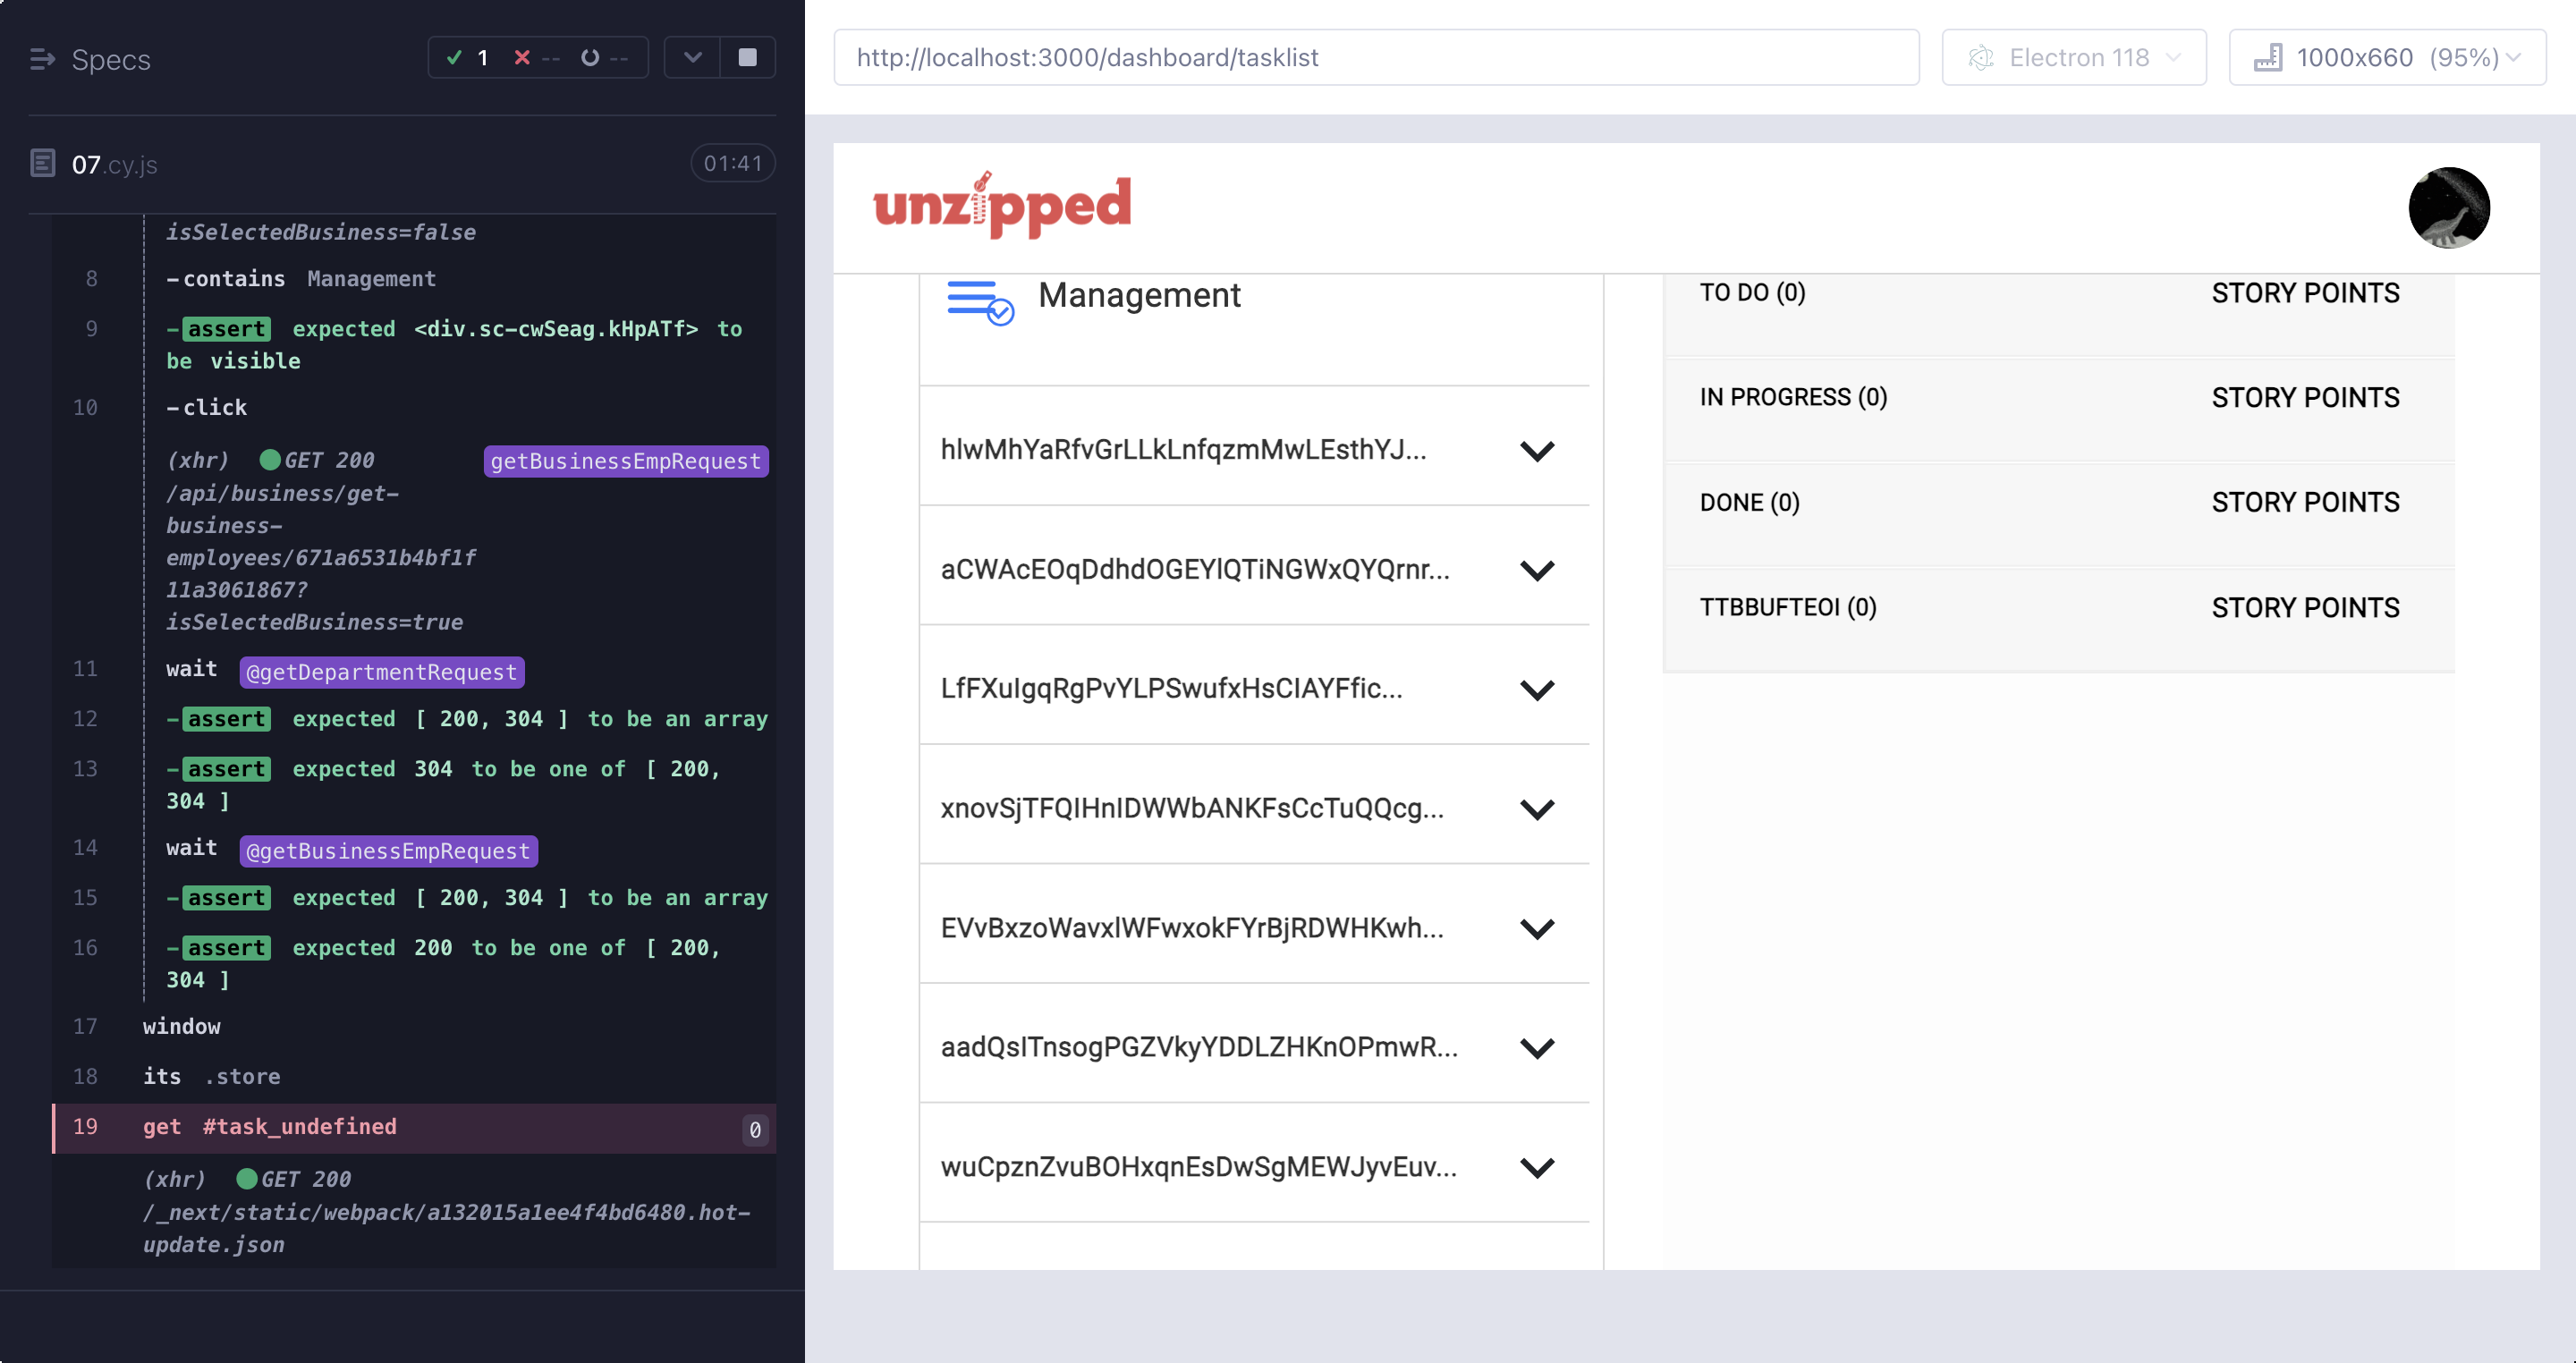 Specs
1 -- --
07.cy.js
01:41
isSelectedBusiness=false
8 -contains Management
9 -assert expected <div.sc-cwSeag.kHpATf> to
be visible
10 -click
(xhr) GET 200 getBusinessEmpRequest
/api/business/get-
business-
employees/671a6531b4bf1f
11a3061867?
isSelectedBusiness=true
11 wait @getDepartmentRequest
12 -assert expected [ 200, 304 ] to be an array
13 -assert expected 304 to be one of [ 200,
304 ]
14 wait @getBusinessEmpRequest
15 -assert expected [ 200, 304 ] to be an array
16 -assert expected 200 to be one of [ 200,
304 ]
17 window
18 its .store
19 get #task_undefined 0
(xhr) GET 200
/_next/static/webpack/a132015a1ee4f4bd6480.hot-
update.json
http://localhost:3000/dashboard/tasklist
Electron 118
1000x660 (95%)
unzipped
Management
hlwMhYaRfvGrLLkLnfqzmMwLEsthYJ...
aCWAcEOqDdhdOGEYlQTiNGWxQYQrnr...
LfFXuIgqRgPvYLPSwufxHsCIAYFfic...
xnovSjTFQIHnIDWWbANKFsCcTuQQcg...
EVvBxzoWavxlWFwxokFYrBjRDWHKwh...
aadQsITnsogPGZVkyYDDLZHKnOPmwR...
wuCpznZvuBOHxqnEsDwSgMEWJyvEuv...
TO DO (0) STORY POINTS
IN PROGRESS (0) STORY POINTS
DONE (0) STORY POINTS
TTBBUFTEOI (0) STORY POINTS